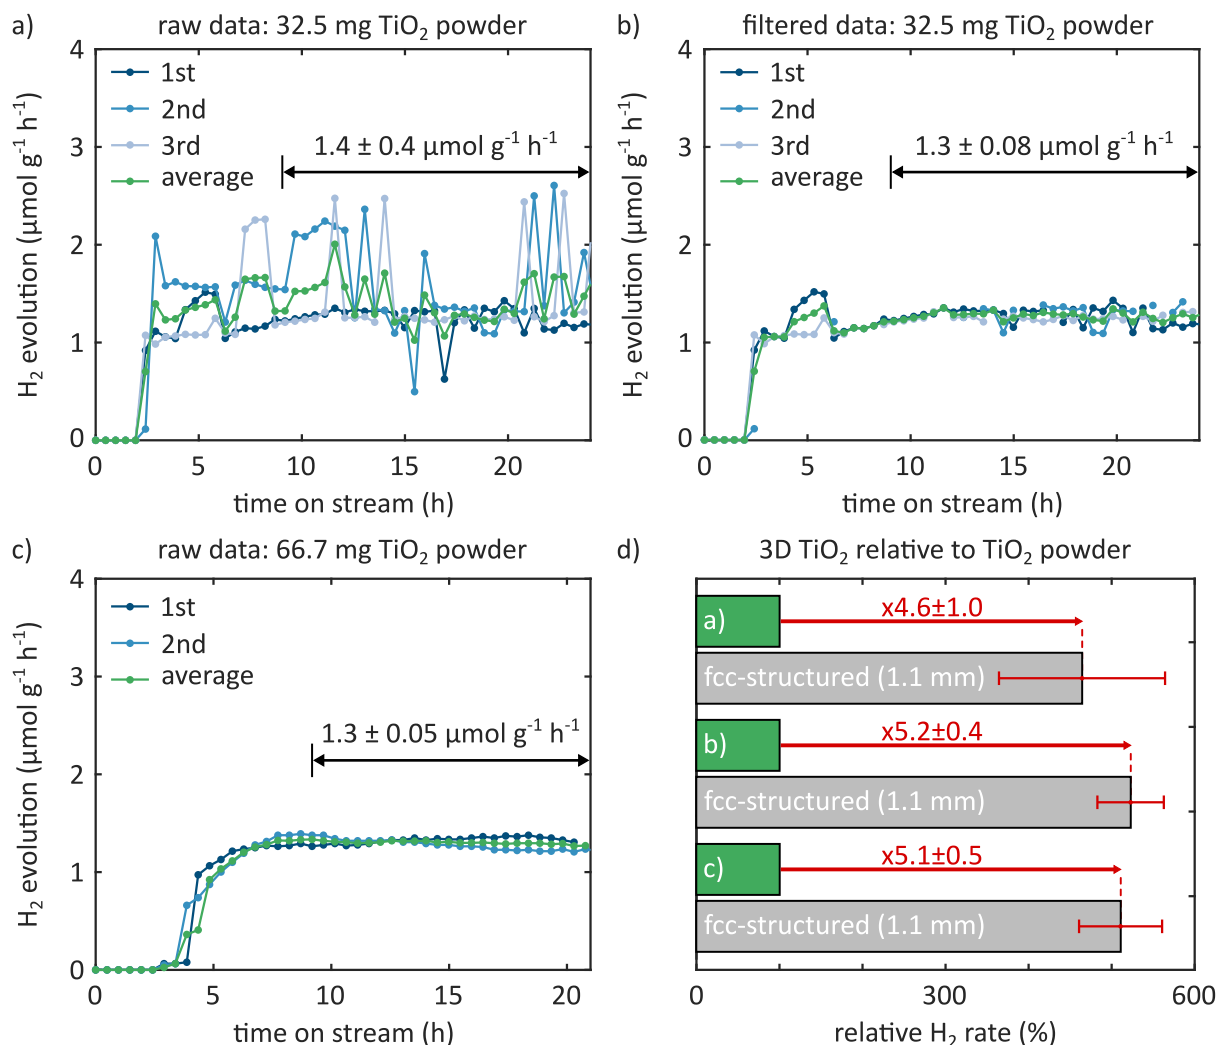 a) raw data: 32.5 mg TiO₂ powder
4
3
2
1
0
H₂ evolution (µmol g⁻¹ h⁻¹)
1st
2nd
3rd
average
1.4 ± 0.4 µmol g⁻¹ h⁻¹
0 5 10 15 20
time on stream (h)
b) filtered data: 32.5 mg TiO₂ powder
4
3
2
1
0
H₂ evolution (µmol g⁻¹ h⁻¹)
1st
2nd
3rd
average
1.3 ± 0.08 µmol g⁻¹ h⁻¹
0 5 10 15 20
time on stream (h)
c) raw data: 66.7 mg TiO₂ powder
4
3
2
1
0
H₂ evolution (µmol g⁻¹ h⁻¹)
1st
2nd
average
1.3 ± 0.05 µmol g⁻¹ h⁻¹
0 5 10 15 20
time on stream (h)
d) 3D TiO₂ relative to TiO₂ powder
a) x4.6±1.0
fcc-structured (1.1 mm)
b) x5.2±0.4
fcc-structured (1.1 mm)
c) x5.1±0.5
fcc-structured (1.1 mm)
0 300 600
relative H₂ rate (%)